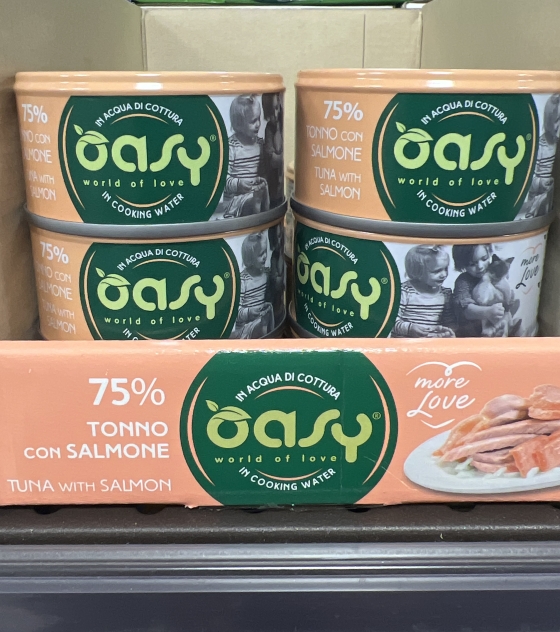 75%
TONNO CON
SALMONE
TUNA WITH
SALMON
IN ACQUA DI COTTURA
oasy®
world of love
IN COOKING WATER
75%
TONNO CON
SALMONE
TUNA WITH
SALMON
IN ACQUA DI COTTURA
oasy®
world of love
IN COOKING WATER
75%
SALMONE
TUNA WITH
SALMON
IN ACQUA DI COTTURA
oasy®
world of love
IN COOKING WATER
IN ACQUA DI COTTURA
oasy®
world of love
IN COOKING WATER
more
Love
75%
TONNO
CON SALMONE
TUNA WITH SALMON
IN ACQUA DI COTTURA
oasy®
world of love
IN COOKING WATER
more
Love